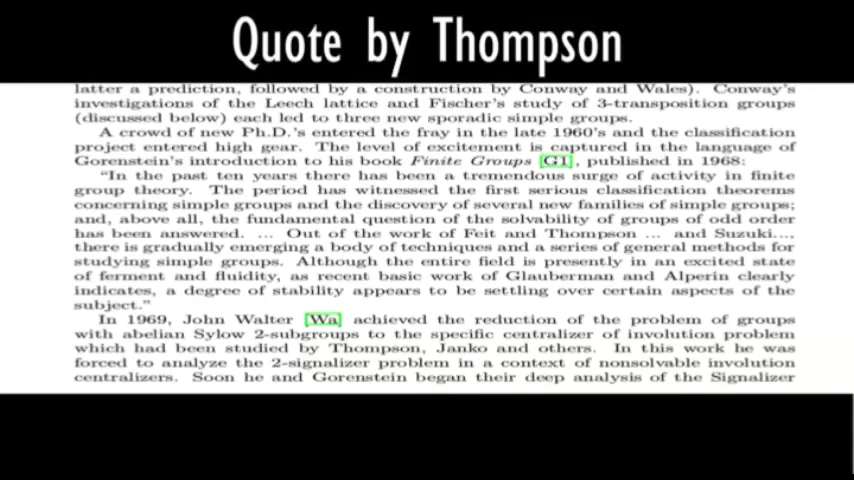 Quote by Thompson
latter a prediction, followed by a construction by Conway and Wales). Conway's
investigations of the Leech lattice and Fischer's study of 3-transposition groups
(discussed below) each led to three new sporadic simple groups.
A crowd of new Ph.D.'s entered the fray in the late 1960's and the classification
project entered high gear. The level of excitement is captured in the language of
Gorenstein's introduction to his book Finite Groups [G1], published in 1968:
"In the past ten years there has been a tremendous surge of activity in finite
group theory. The period has witnessed the first serious classification theorems
concerning simple groups and the discovery of several new families of simple groups;
and, above all, the fundamental question of the solvability of groups of odd order
has been answered. ... Out of the work of Feit and Thompson ... and Suzuki...,
there is gradually emerging a body of techniques and a series of general methods for
studying simple groups. Although the entire field is presently in an excited state
of ferment and fluidity, as recent basic work of Glauberman and Alperin clearly
indicates, a degree of stability appears to be settling over certain aspects of the
subject."
In 1969, John Walter [Wa] achieved the reduction of the problem of groups
with abelian Sylow 2-subgroups to the specific centralizer of involution problem
which had been studied by Thompson, Janko and others. In this work he was
forced to analyze the 2-signalizer problem in a context of nonsolvable involution
centralizers. Soon he and Gorenstein began their deep analysis of the Signalizer